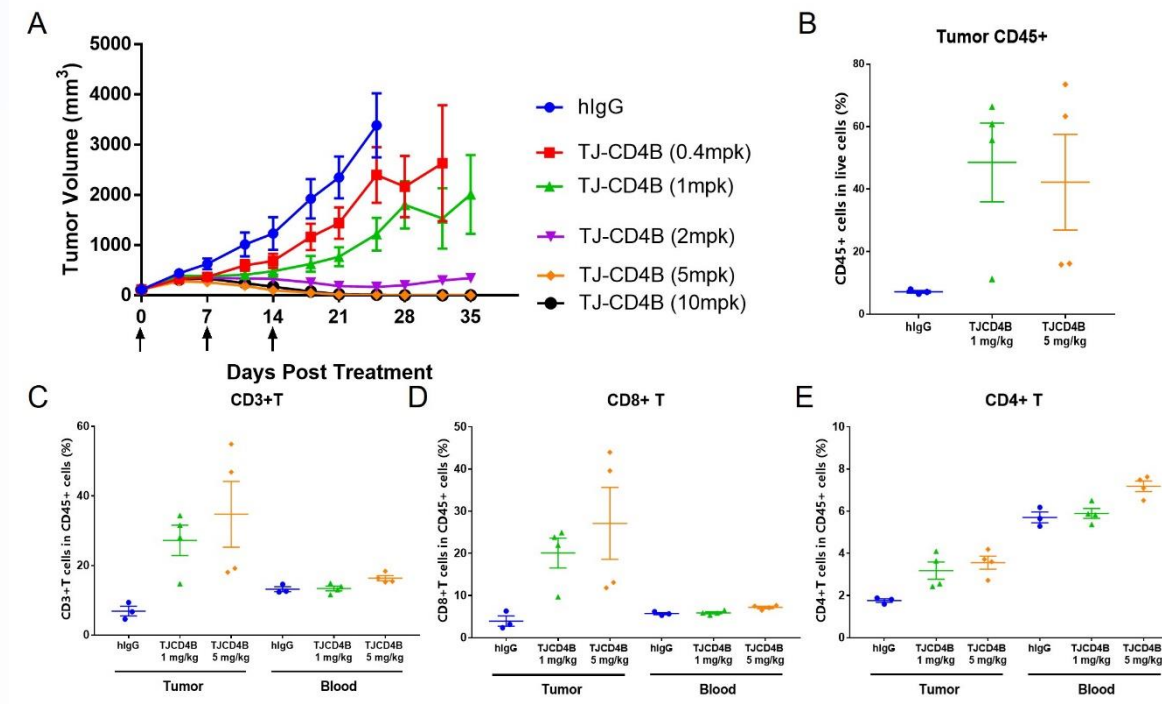 A
Tumor Volume (mm³)
5000
4000
3000
2000
1000
0
0 7 14 21 28 35
Days Post Treatment
hIgG
TJ-CD4B (0.4mpk)
TJ-CD4B (1mpk)
TJ-CD4B (2mpk)
TJ-CD4B (5mpk)
TJ-CD4B (10mpk)
B
Tumor CD45+
CD45+ cells in live cells (%)
80
60
40
20
0
hIgG TJCD4B TJCD4B
1 mg/kg 5 mg/kg
C
CD3+T
CD3+T cells in CD45+ cells (%)
60
40
20
0
hIgG TJCD4B TJCD4B hIgG TJCD4B TJCD4B
1 mg/kg 5 mg/kg 1 mg/kg 5 mg/kg
Tumor Blood
D
CD8+ T
CD8+T cells in CD45+ cells (%)
50
40
30
20
10
0
hIgG TJCD4B TJCD4B hIgG TJCD4B TJCD4B
1 mg/kg 5 mg/kg 1 mg/kg 5 mg/kg
Tumor Blood
E
CD4+ T
CD4+T cells in CD45+ cells (%)
10
8
6
4
2
0
hIgG TJCD4B TJCD4B hIgG TJCD4B TJCD4B
1 mg/kg 5 mg/kg 1 mg/kg 5 mg/kg
Tumor Blood